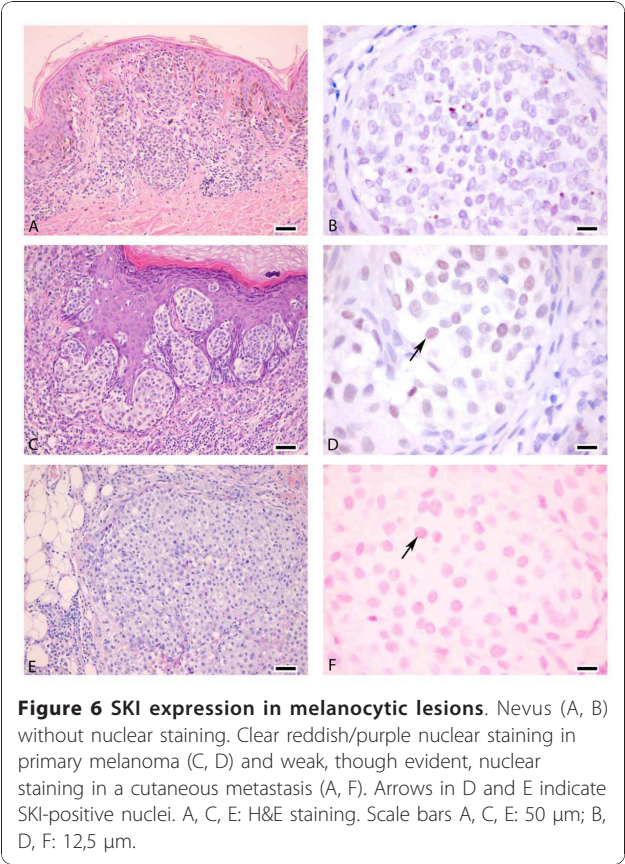 A
B
C
D
E
F
Figure 6 SKI expression in melanocytic lesions. Nevus (A, B)
without nuclear staining. Clear reddish/purple nuclear staining in
primary melanoma (C, D) and weak, though evident, nuclear
staining in a cutaneous metastasis (A, F). Arrows in D and E indicate
SKI-positive nuclei. A, C, E: H&E staining. Scale bars A, C, E: 50 μm; B,
D, F: 12,5 μm.